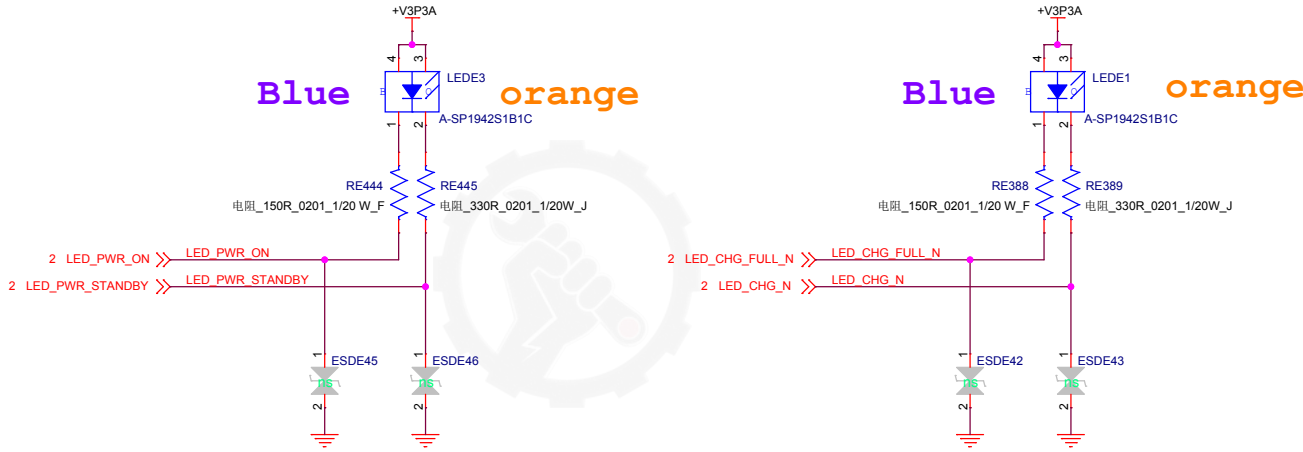 +V3P3A
+V3P3A
4
3
LEDE3
Blue
B
O
orange
1
2
A-SP1942S1B1C
4
3
LEDE1
Blue
B
O
orange
1
2
A-SP1942S1B1C
RE444
RE445
电阻_150R_0201_1/20 W_F
电阻_330R_0201_1/20W_J
RE388
RE389
电阻_150R_0201_1/20 W_F
电阻_330R_0201_1/20W_J
2 LED_PWR_ON
LED_PWR_ON
2 LED_PWR_STANDBY
LED_PWR_STANDBY
2 LED_CHG_FULL_N
LED_CHG_FULL_N
2 LED_CHG_N
LED_CHG_N
1
ESDE45
ns
2
1
ESDE46
ns
2
1
ESDE42
ns
2
1
ESDE43
ns
2